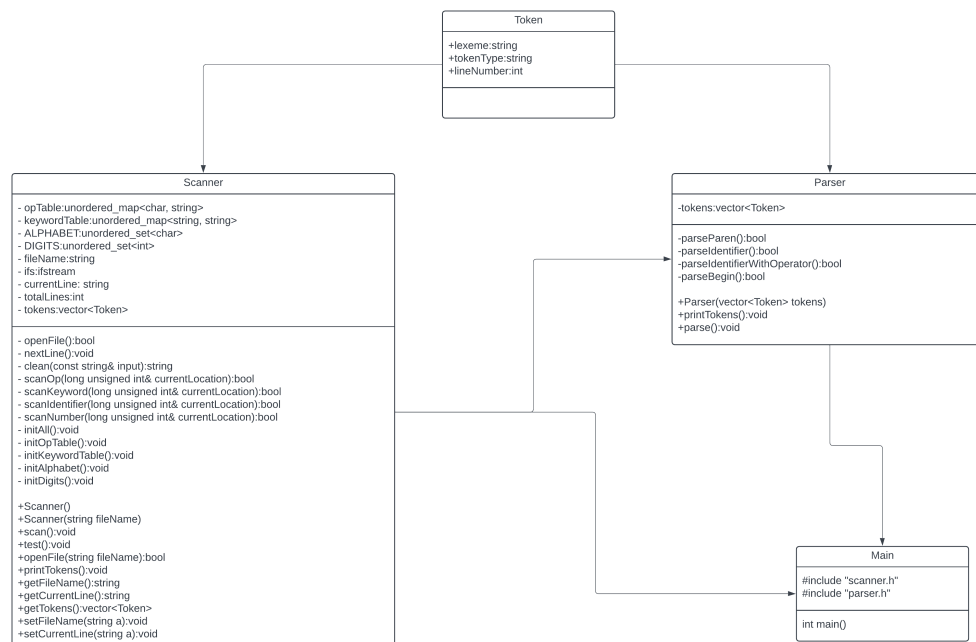 Token
+lexeme:string
+tokenType:string
+lineNumber:int
Scanner
- opTable:unordered_map<char, string>
- keywordTable:unordered_map<string, string>
- ALPHABET:unordered_set<char>
- DIGITS:unordered_set<int>
- fileName:string
- ifs:ifstream
- currentLine: string
- totalLines:int
- tokens:vector<Token>
- openFile():bool
- nextLine():void
- clean(const string& input):string
- scanOp(long unsigned int& currentLocation):bool
- scanKeyword(long unsigned int& currentLocation):bool
- scanIdentifier(long unsigned int& currentLocation):bool
- scanNumber(long unsigned int& currentLocation):bool
- initAll():void
- initOpTable():void
- initKeywordTable():void
- initAlphabet():void
- initDigits():void
+Scanner()
+Scanner(string fileName)
+scan():void
+test():void
+openFile(string fileName):bool
+printTokens():void
+getFileName():string
+getCurrentLine():string
+getTokens():vector<Token>
+setFileName(string a):void
+setCurrentLine(string a):void
Parser
-tokens:vector<Token>
-parseParen():bool
-parseIdentifier():bool
-parseIdentifierWithOperator():bool
-parseBegin():bool
+Parser(vector<Token> tokens)
+printTokens():void
+parse():void
Main
#include "scanner.h"
#include "parser.h"
int main()